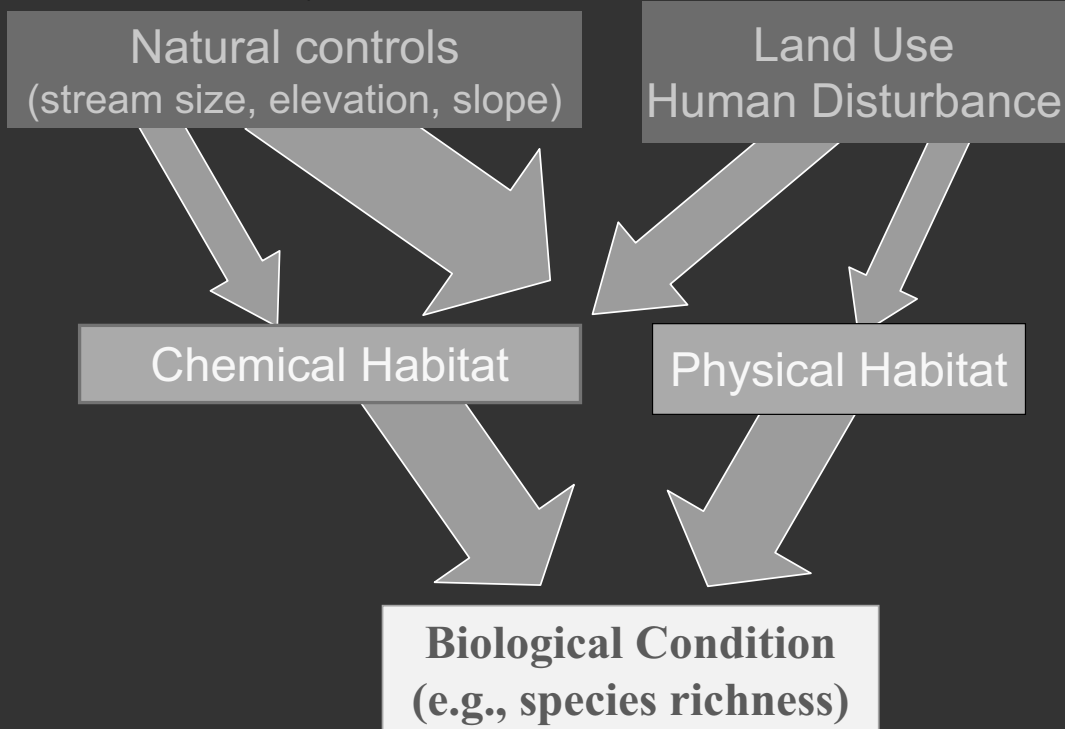 Natural controls
(stream size, elevation, slope)
Land Use
Human Disturbance
Chemical Habitat
Physical Habitat
Biological Condition
(e.g., species richness)